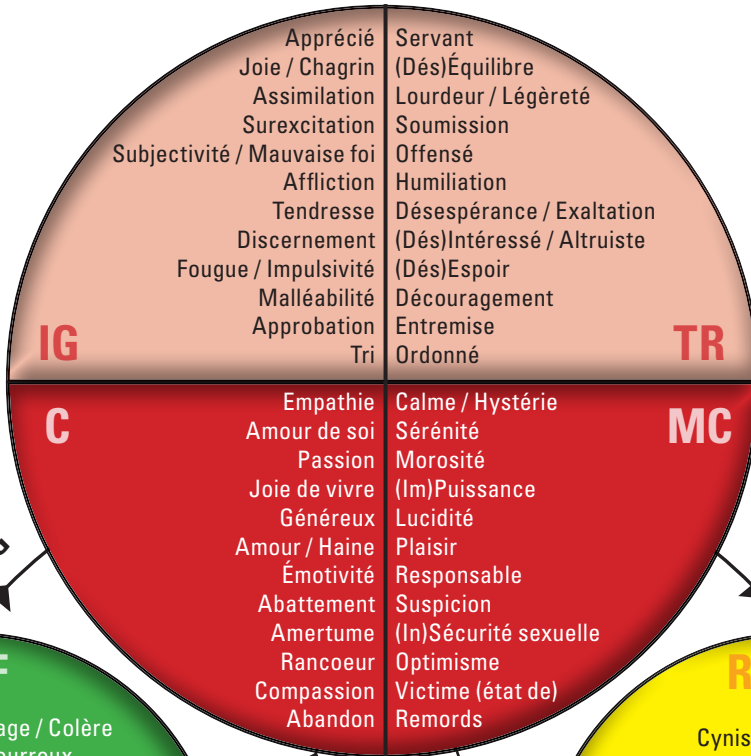 Apprécié
Joie / Chagrin
Assimilation
Surexcitation
Subjectivité / Mauvaise foi
Affliction
Tendresse
Discernement
Fougue / Impulsivité
Malléabilité
Approbation
Tri
IG
Servant
(Dés)Équilibre
Lourdeur / Légèreté
Soumission
Offensé
Humiliation
Désespérance / Exaltation
(Dés)Intéressé / Altruiste
(Dés)Espoir
Découragement
Entremise
Ordonné
TR
C
Empathie
Amour de soi
Passion
Joie de vivre
Généreux
Amour / Haine
Émotivité
Abattement
Amertume
Rancoeur
Compassion
Abandon
MC
Calme / Hystérie
Sérénité
Morosité
(Im)Puissance
Lucidité
Plaisir
Responsable
Suspicion
(In)Sécurité sexuelle
Optimisme
Victime (état de)
Remords
age / Colère
R
Cynis